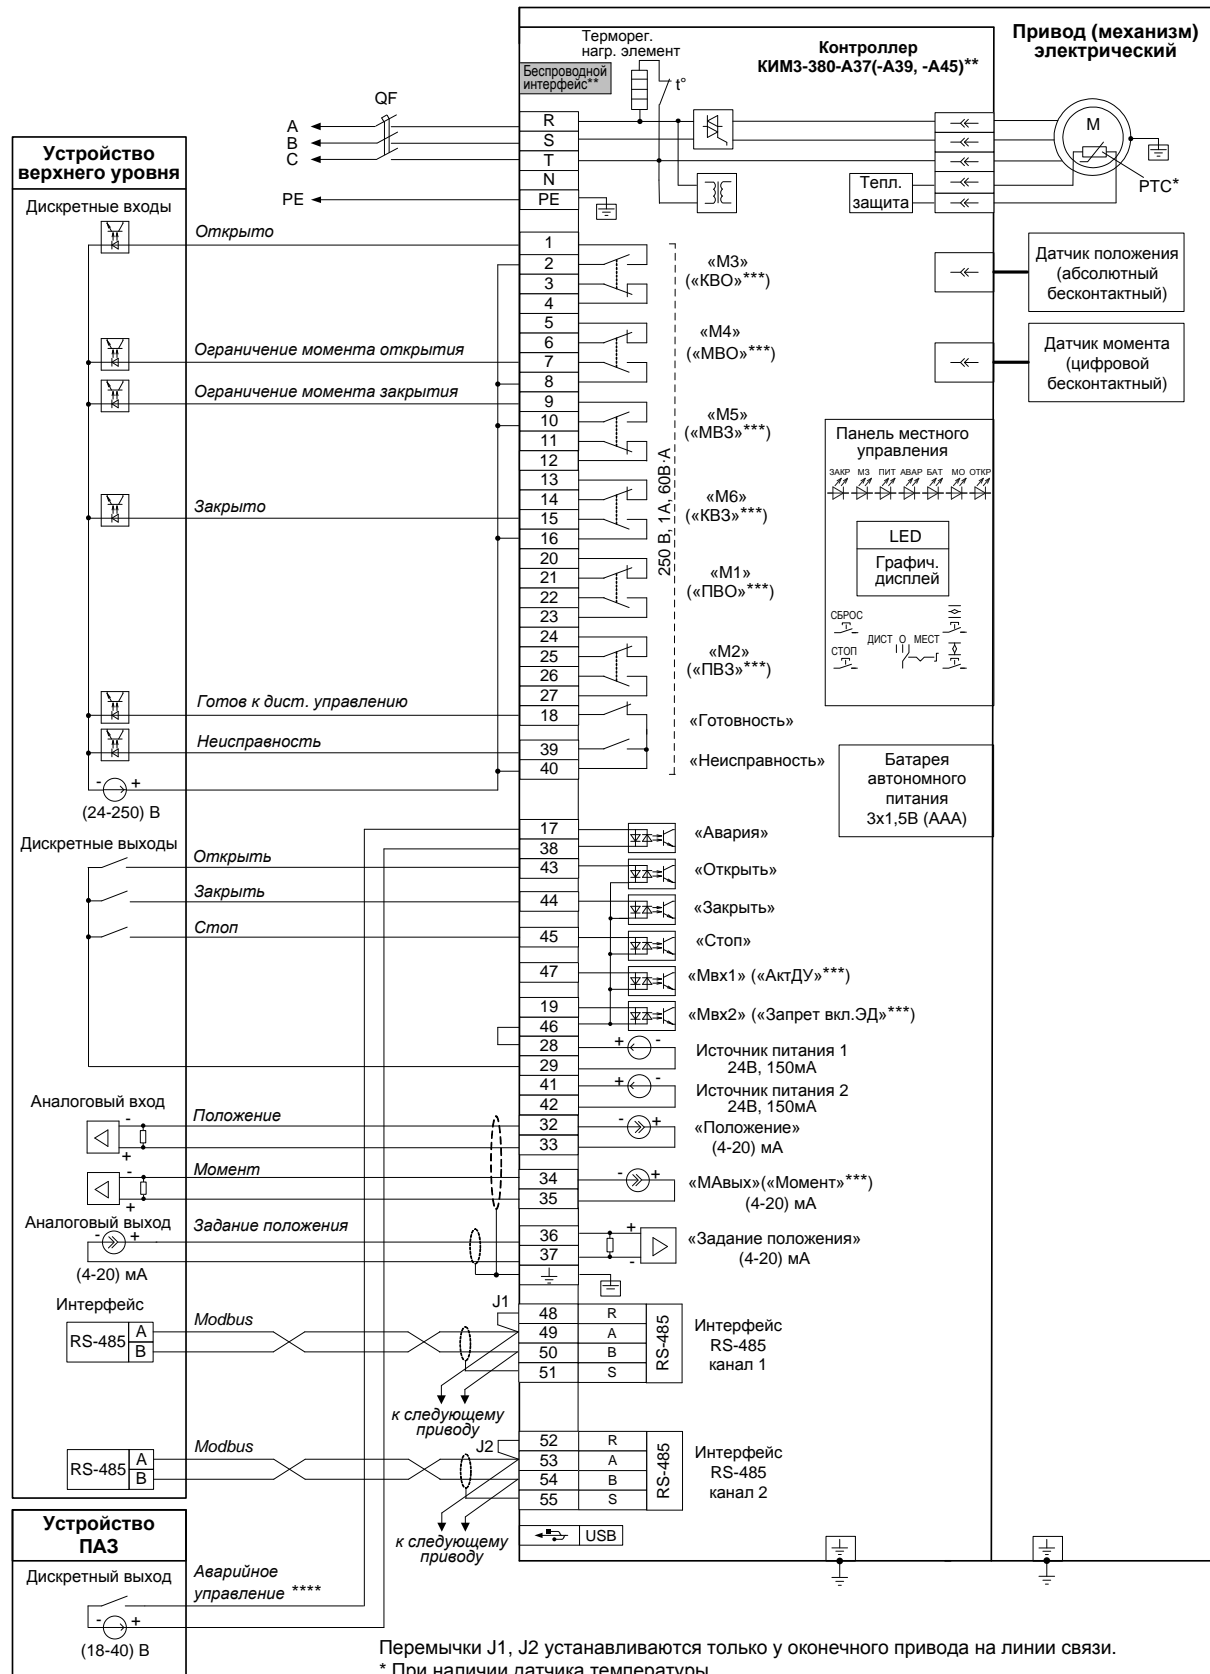 Привод (механизм)
электрический
Контроллер
КИМ3-380-А37(-А39, -А45)**
Терморег.
нагр. элемент
Беспроводной
интерфейс**
t°
QF
A
B
C
PE
R
S
T
N
PE
M
PTC*
Тепл.
защита
Устройство
верхнего уровня
Дискретные входы
Открыто
1
2
3
4
«М3»
(«КВО»***)
Датчик положения
(абсолютный
бесконтактный)
5
6
7
8
Ограничение момента открытия
«М4»
(«МВО»***)
Датчик момента
(цифровой
бесконтактный)
Ограничение момента закрытия
9
10
11
12
«М5»
(«МВЗ»***)
250 В, 1А, 60В·А
Панель местного
управления
ЗАКР МЗ ПИТ АВАР БАТ МО ОТКР
LED
Графич.
дисплей
СБРОС
СТОП
ДИСТ О МЕСТ
Закрыто
13
14
15
16
«М6»
(«КВЗ»***)
20
21
22
23
«М1»
(«ПВО»***)
24
25
26
27
«М2»
(«ПВЗ»***)
Готов к дист. управлению
18
«Готовность»
Неисправность
39
40
«Неисправность»
- +
(24-250) В
Батарея
автономного
питания
3х1,5В (ААА)
Дискретные выходы
17
38
«Авария»
Открыть
43
«Открыть»
Закрыть
44
«Закрыть»
Стоп
45
«Стоп»
47
«Мвх1» («АктДУ»***)
19
46
«Мвх2» («Запрет вкл.ЭД»***)
28
29
+ -
Источник питания 1
24В, 150мА
41
42
+ -
Источник питания 2
24В, 150мА
Аналоговый вход
- +
Положение
32
33
- +
«Положение»
(4-20) мА
- +
Момент
34
35
- +
«МАвых»(«Момент»***)
(4-20) мА
Аналоговый выход
- +
(4-20) мА
Задание положения
36
37
+ -
«Задание положения»
(4-20) мА
Интерфейс
RS-485
A
B
Modbus
J1
48 R
49 A
50 B
51 S
RS-485
Интерфейс
RS-485
канал 1
к следующему
приводу
RS-485
A
B
Modbus
J2
52 R
53 A
54 B
55 S
RS-485
Интерфейс
RS-485
канал 2
к следующему
приводу
USB
Устройство
ПАЗ
Дискретный выход
Аварийное
управление ****
- +
(18-40) В
Перемычки J1, J2 устанавливаются только у оконечного привода на линии связи.
* При наличии датчика температуры